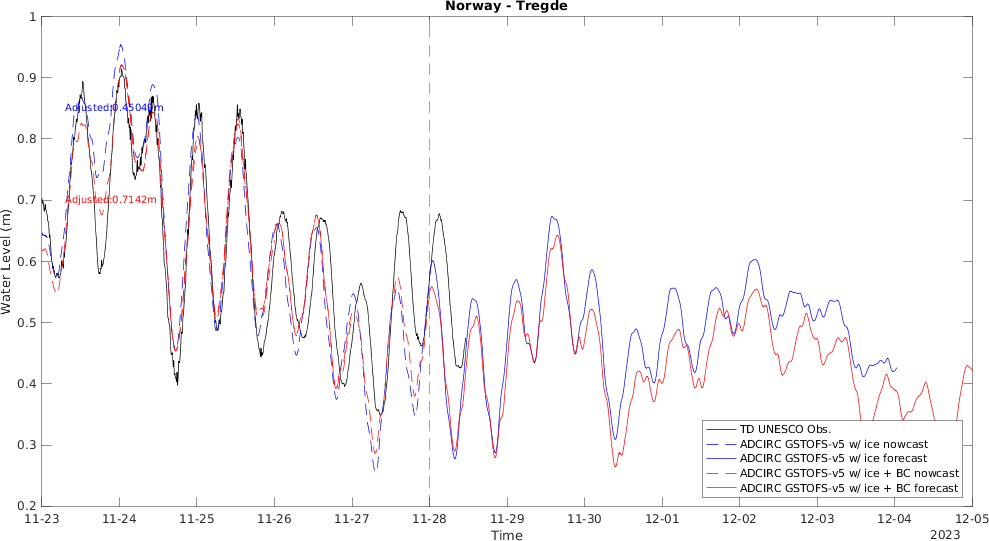 Norway - Tregde
1
0.9
0.8
0.7
0.6
0.5
0.4
0.3
0.2
Water Level (m)
Adjusted:0.45049m
Adjusted:0.7142m
TD UNESCO Obs.
ADCIRC GSTOFS-v5 w/ ice nowcast
ADCIRC GSTOFS-v5 w/ ice forecast
ADCIRC GSTOFS-v5 w/ ice + BC nowcast
ADCIRC GSTOFS-v5 w/ ice + BC forecast
11-23 11-24 11-25 11-26 11-27 11-28 11-29 11-30 12-01 12-02 12-03 12-04 12-05
Time
2023